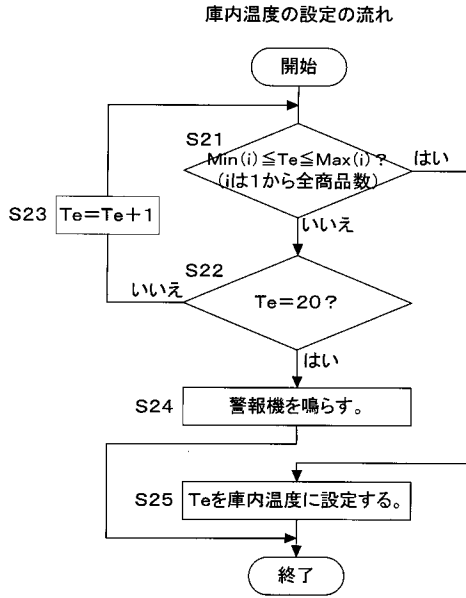 庫内温度の設定の流れ
開始
S21
Min(i)≦Te≦Max(i)？
(iは1から全商品数)
はい
いいえ
S23
Te＝Te＋1
S22
いいえ
Te＝20？
はい
S24
警報機を鳴らす。
S25
Teを庫内温度に設定する。
終了